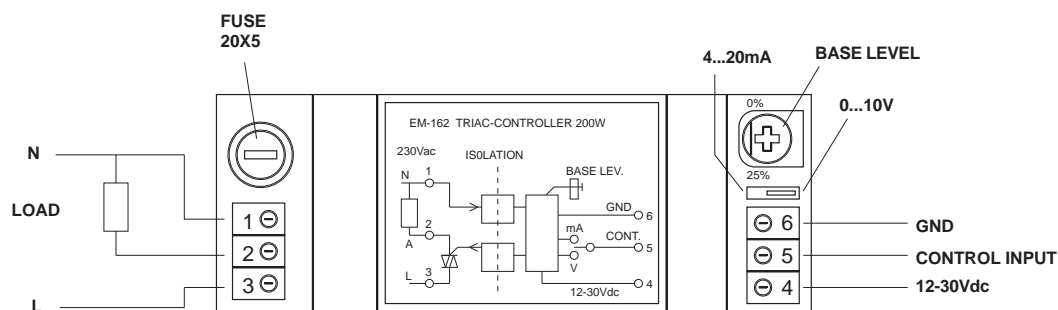 FUSE
20X5
4...20mA
BASE LEVEL
0...10V
N
LOAD
L
1
2
3
EM-162 TRIAC-CONTROLLER 200W
230Vac
IS0LATION
BASE LEV.
N
1
GND
6
2
A
mA
CONT.
5
V
L
3
12-30Vdc
4
0%
25%
6
GND
5
CONTROL INPUT
4
12-30Vdc